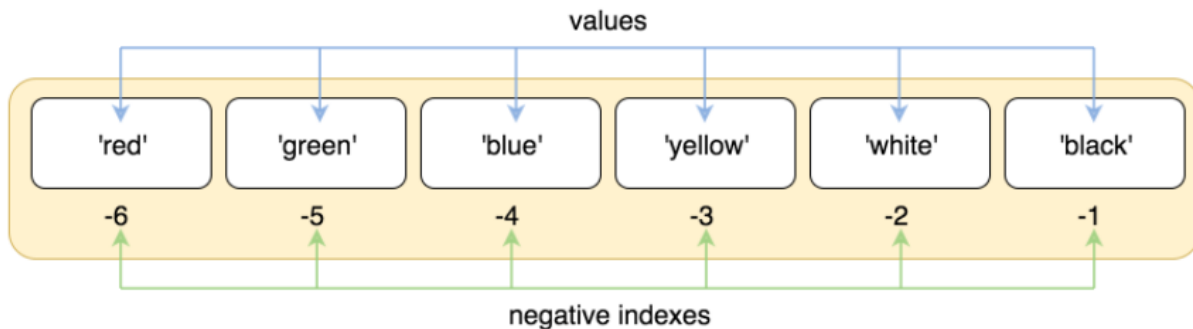 values
'red' 'green' 'blue' 'yellow' 'white' 'black'
-6 -5 -4 -3 -2 -1
negative indexes